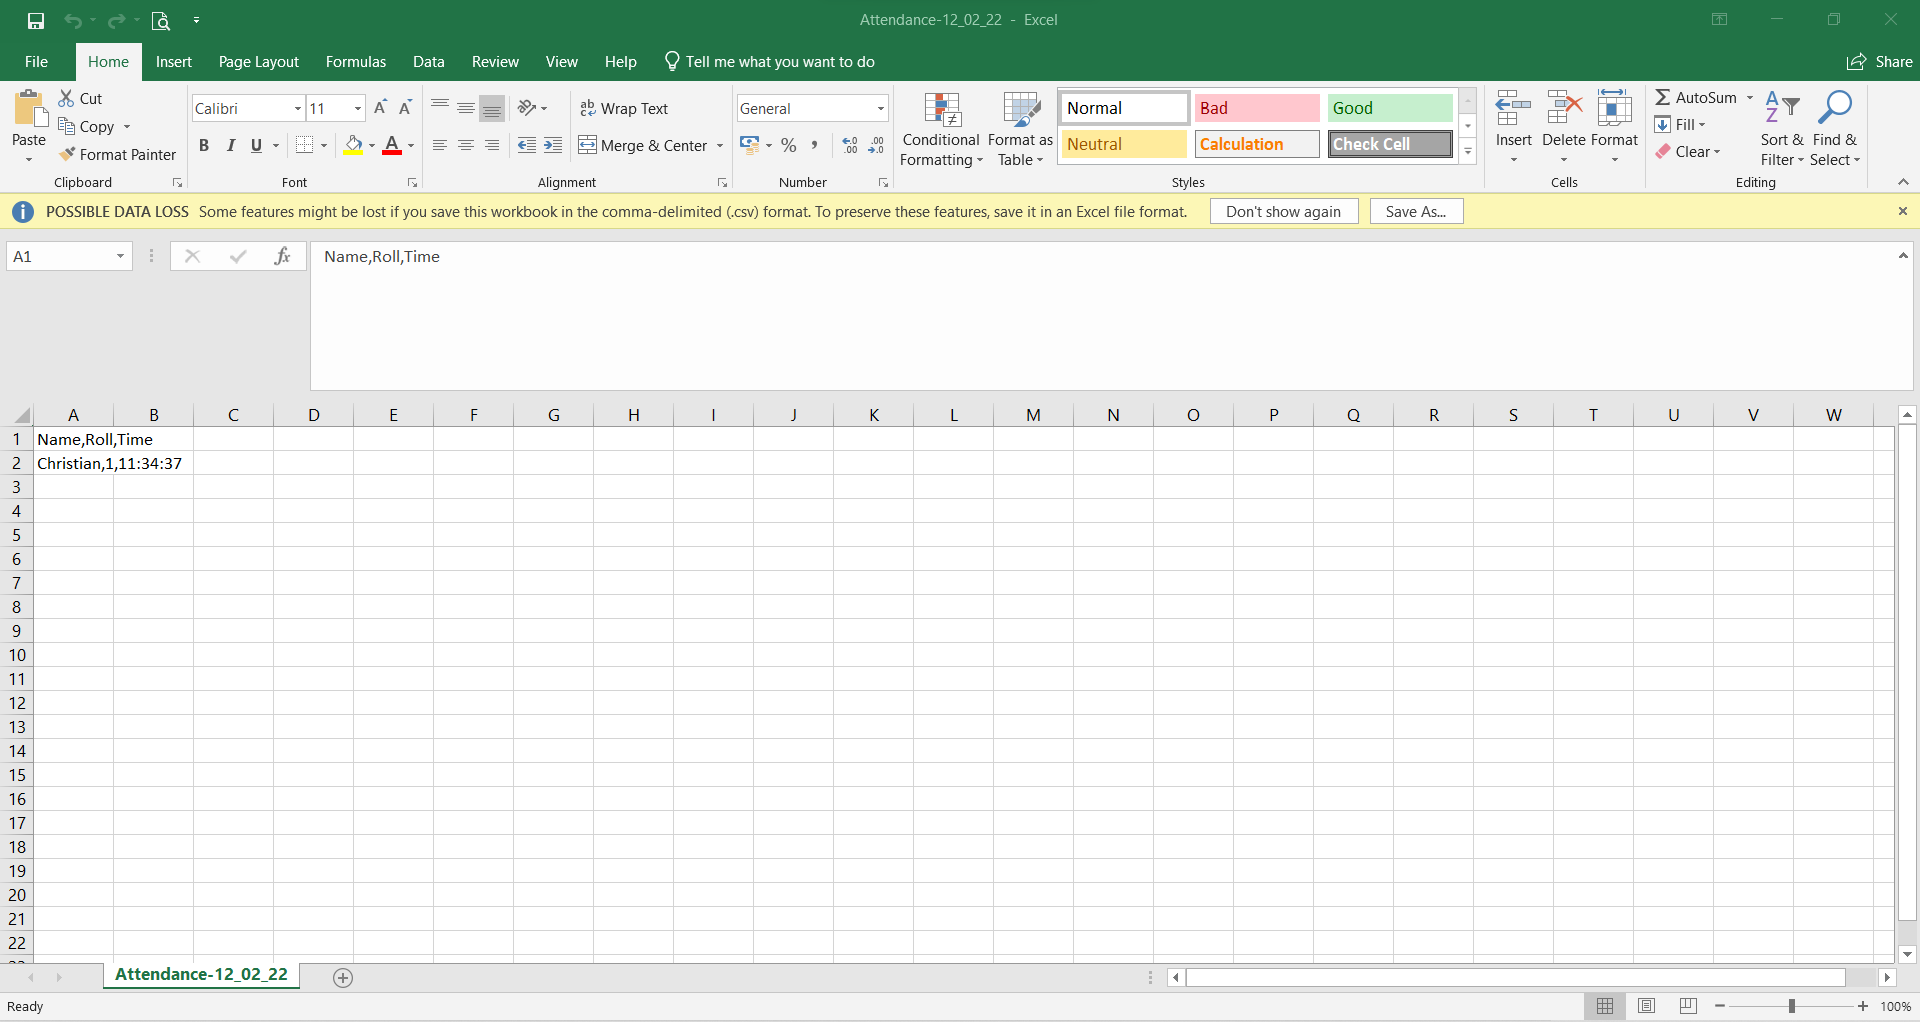 Attendance-12_02_22 - Excel
File Home Insert Page Layout Formulas Data Review View Help Tell me what you want to do Share
Paste
Cut
Copy
Format Painter
Clipboard
Calibri 11
B I U
Font
Wrap Text
Merge & Center
Alignment
General
Number
Conditional Formatting
Format as Table
Normal Bad Good
Neutral Calculation Check Cell
Styles
Insert Delete Format
Cells
AutoSum
Fill
Clear
Sort & Filter
Find & Select
Editing
POSSIBLE DATA LOSS Some features might be lost if you save this workbook in the comma-delimited (.csv) format. To preserve these features, save it in an Excel file format. Don't show again Save As...
A1 fx Name,Roll,Time
A B C D E F G H I J K L M N O P Q R S T U V W
1 Name,Roll,Time
2 Christian,1,11:34:37
3
4
5
6
7
8
9
10
11
12
13
14
15
16
17
18
19
20
21
22
Attendance-12_02_22
Ready 100%